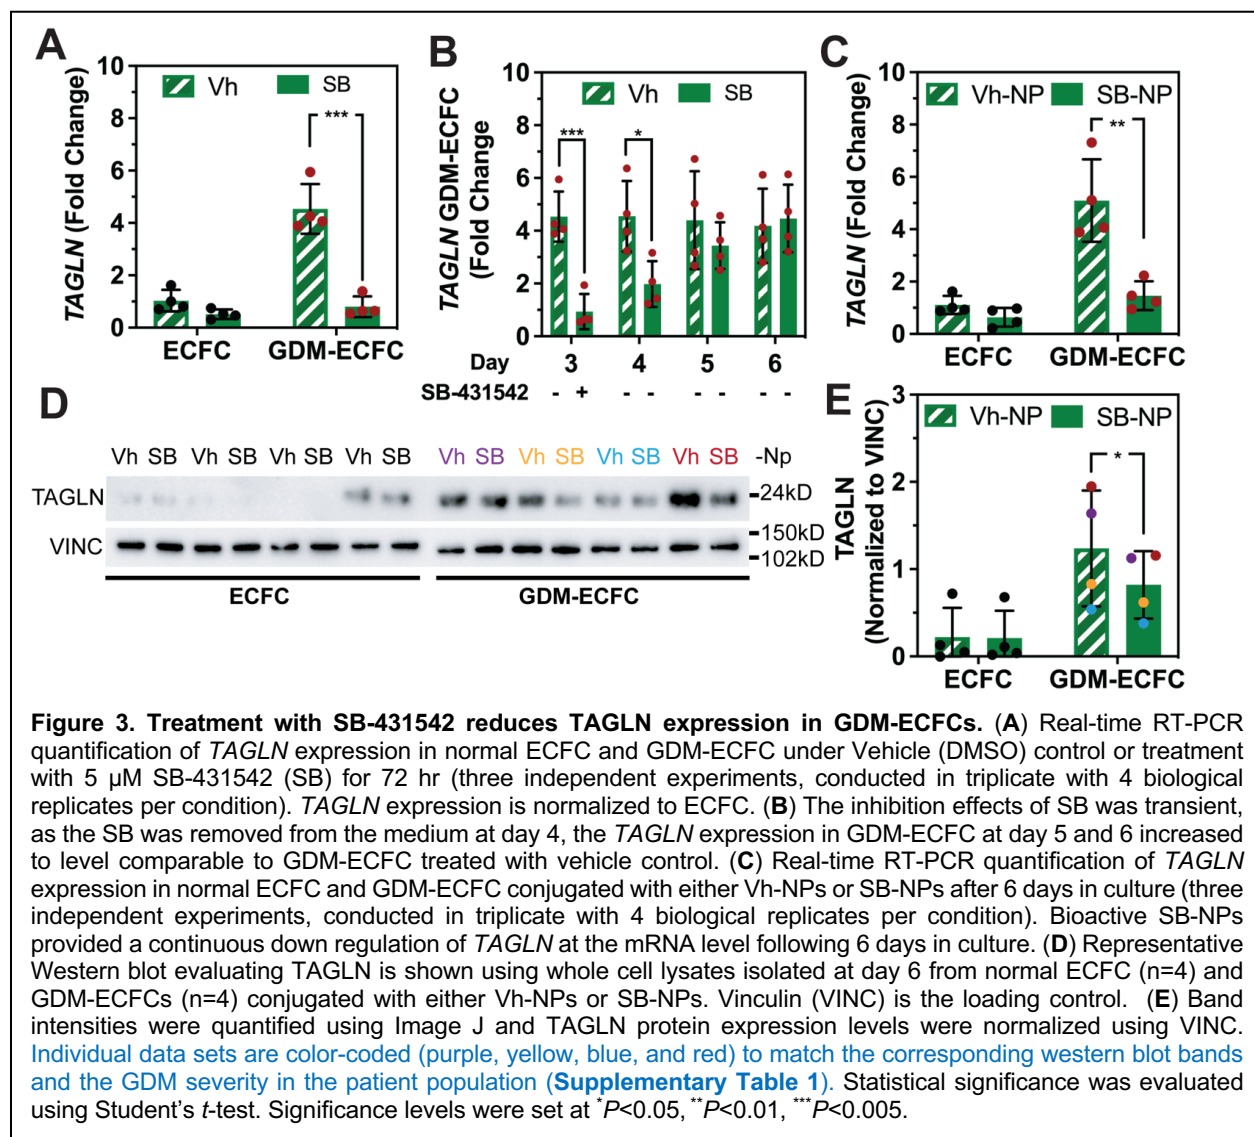 A
TAGLN (Fold Change)
10
8
6
4
2
0
Vh
SB
***
ECFC
GDM-ECFC
B
TAGLN GDM-ECFC
(Fold Change)
10
8
6
4
2
0
Vh
SB
***
*
Day 3 4 5 6
SB-431542 - + - - - - - -
C
TAGLN (Fold Change)
10
8
6
4
2
0
Vh-NP
SB-NP
**
ECFC
GDM-ECFC
D
Vh SB Vh SB Vh SB Vh SB Vh SB Vh SB Vh SB Vh SB -Np
TAGLN
24kD
VINC
150kD
102kD
ECFC
GDM-ECFC
E
TAGLN
(Normalized to VINC)
3
2
1
0
Vh-NP
SB-NP
*
ECFC
GDM-ECFC
Figure 3. Treatment with SB-431542 reduces TAGLN expression in GDM-ECFCs. (A) Real-time RT-PCR
quantification of TAGLN expression in normal ECFC and GDM-ECFC under Vehicle (DMSO) control or treatment
with 5 µM SB-431542 (SB) for 72 hr (three independent experiments, conducted in triplicate with 4 biological
replicates per condition). TAGLN expression is normalized to ECFC. (B) The inhibition effects of SB was transient,
as the SB was removed from the medium at day 4, the TAGLN expression in GDM-ECFC at day 5 and 6 increased
to level comparable to GDM-ECFC treated with vehicle control. (C) Real-time RT-PCR quantification of TAGLN
expression in normal ECFC and GDM-ECFC conjugated with either Vh-NPs or SB-NPs after 6 days in culture (three
independent experiments, conducted in triplicate with 4 biological replicates per condition). Bioactive SB-NPs
provided a continuous down regulation of TAGLN at the mRNA level following 6 days in culture. (D) Representative
Western blot evaluating TAGLN is shown using whole cell lysates isolated at day 6 from normal ECFC (n=4) and
GDM-ECFCs (n=4) conjugated with either Vh-NPs or SB-NPs. Vinculin (VINC) is the loading control. (E) Band
intensities were quantified using Image J and TAGLN protein expression levels were normalized using VINC.
Individual data sets are color-coded (purple, yellow, blue, and red) to match the corresponding western blot bands
and the GDM severity in the patient population (Supplementary Table 1). Statistical significance was evaluated
using Student's t-test. Significance levels were set at *P<0.05, **P<0.01, ***P<0.005.